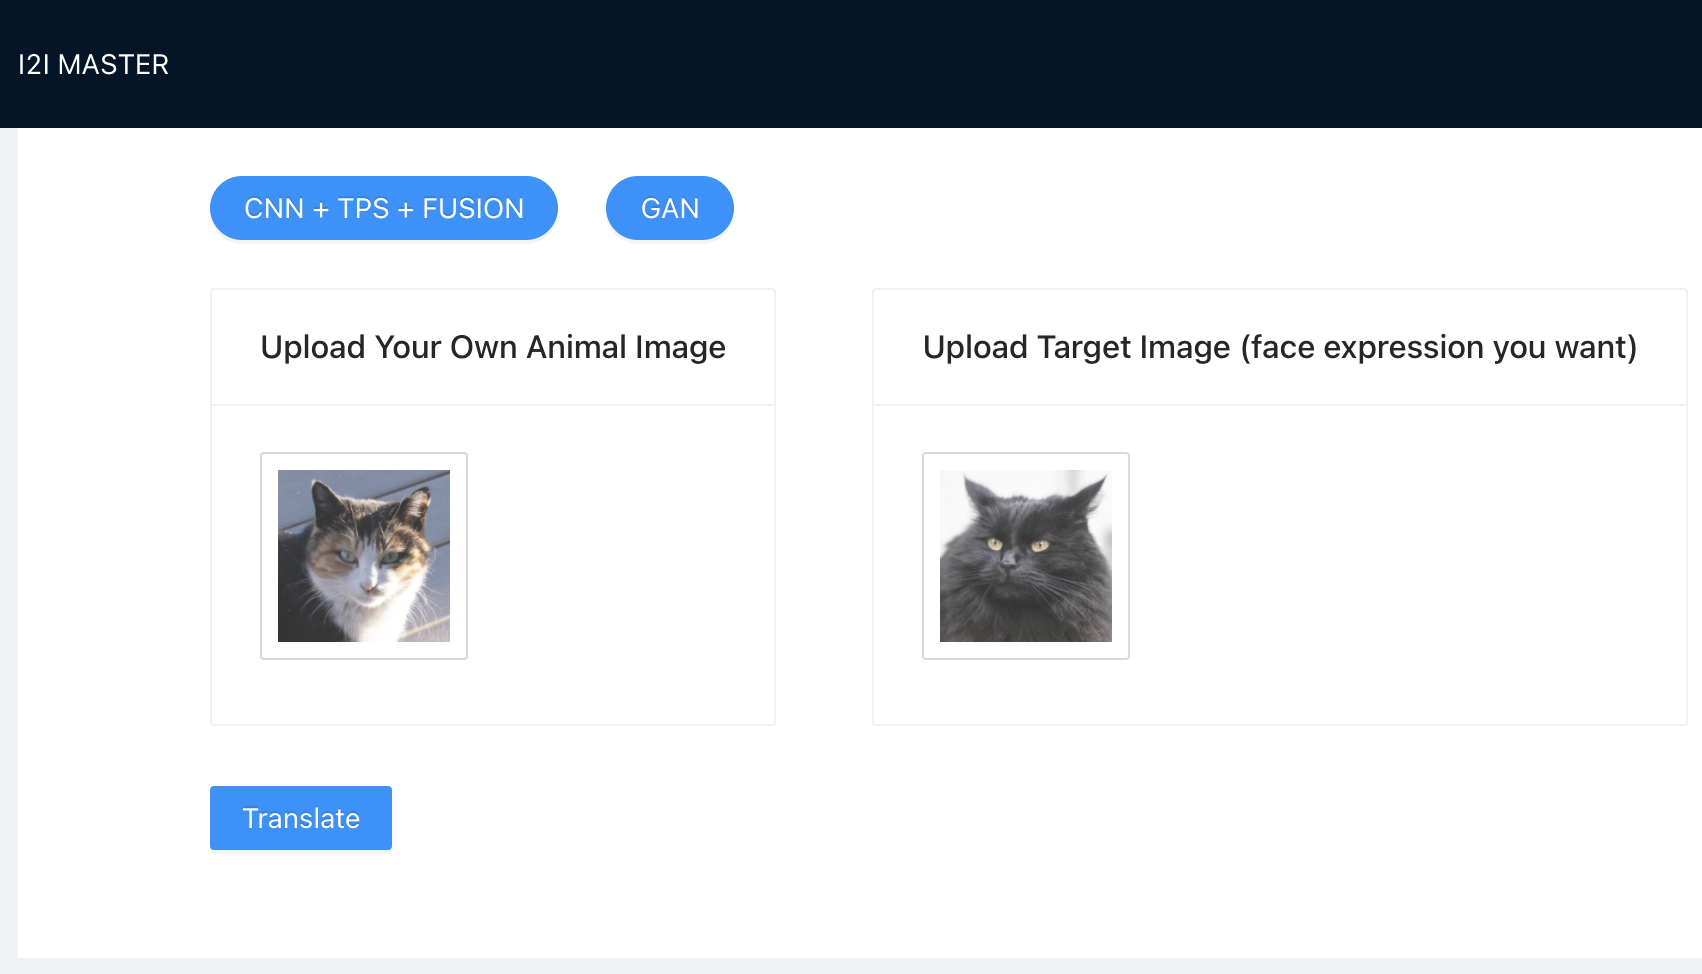 I2I MASTER
CNN + TPS + FUSION
GAN
Upload Your Own Animal Image
Upload Target Image (face expression you want)
Translate